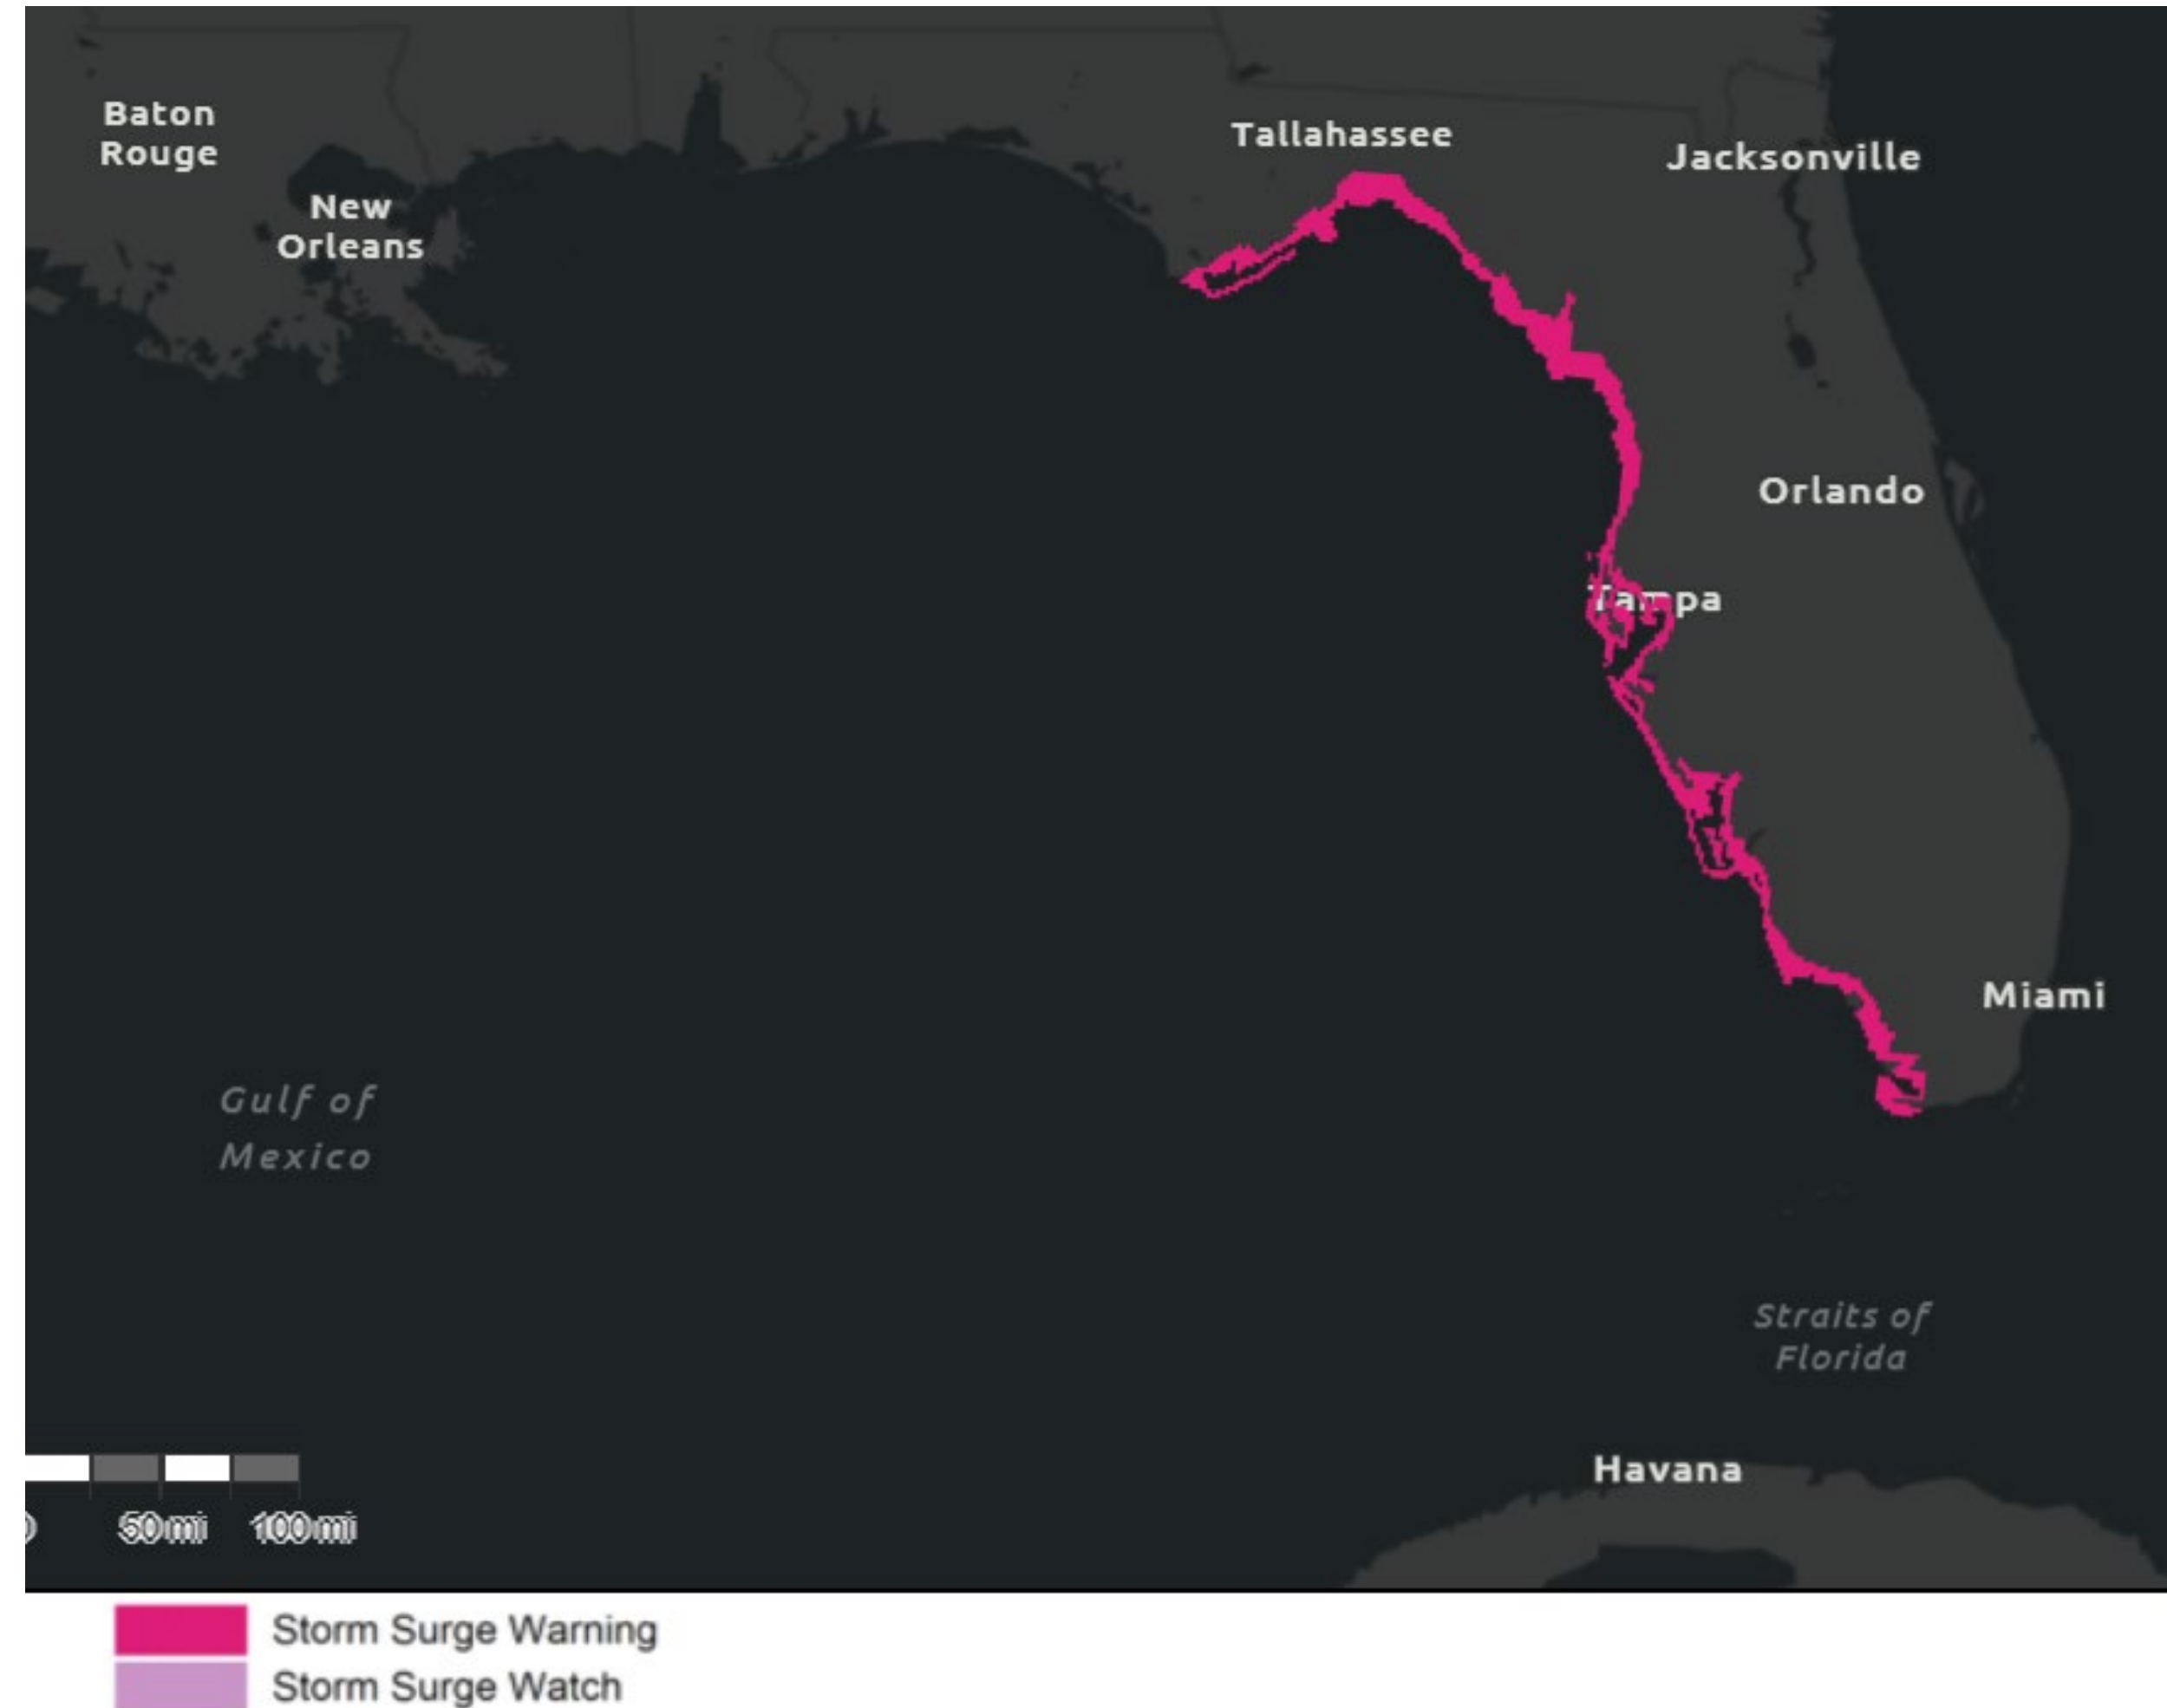 Baton
Rouge
New
Orleans
Tallahassee
Jacksonville
Orlando
Tampa
Miami
Gulf of
Mexico
Straits of
Florida
Havana
50mi 100mi
Storm Surge Warning
Storm Surge Watch